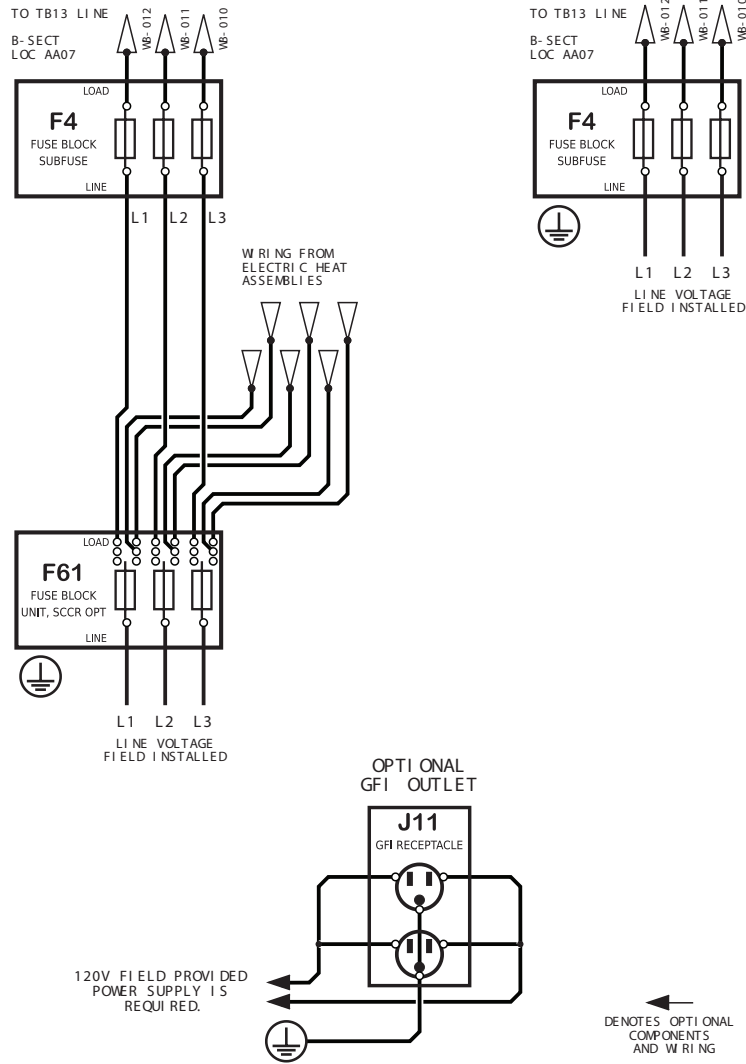 TO TB13 LINE
B-SECT
LOC AA07
WB-012
WB-011
WB-010
LOAD
F4
FUSE BLOCK
SUBFUSE
LINE
L1
L2
L3
WIRING FROM
ELECTRIC HEAT
ASSEMBLIES
LOAD
F61
FUSE BLOCK
UNIT, SCCR OPT
LINE
L1
L2
L3
LINE VOLTAGE
FIELD INSTALLED
TO TB13 LINE
B-SECT
LOC AA07
WB-012
WB-011
WB-010
LOAD
F4
FUSE BLOCK
SUBFUSE
LINE
L1
L2
L3
LINE VOLTAGE
FIELD INSTALLED
OPTIONAL
GFI OUTLET
J11
GFI RECEPTACLE
120V FIELD PROVIDED
POWER SUPPLY IS
REQUIRED.
DENOTES OPTIONAL
COMPONENTS
AND WIRING